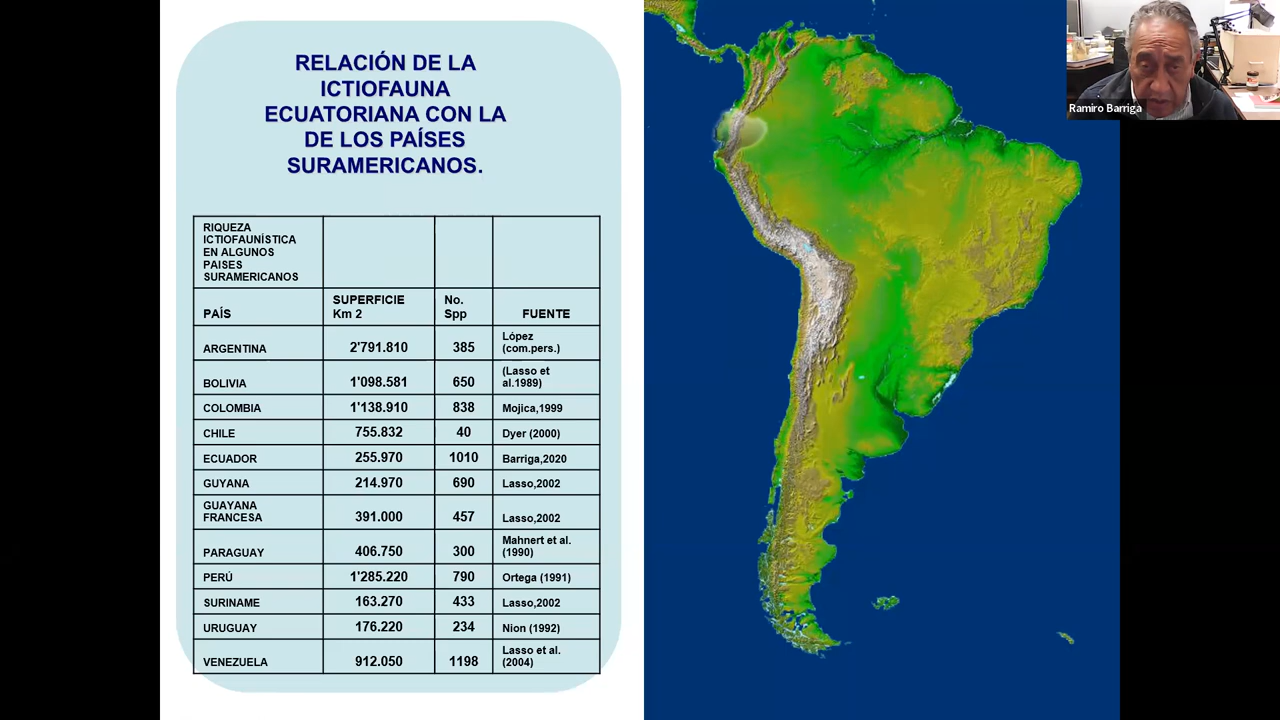 RELACIÓN DE LA
ICTIOFAUNA
ECUATORIANA CON LA
DE LOS PAÍSES
SURAMERICANOS.
RIQUEZA
ICTIOFAUNÍSTICA
EN ALGUNOS
PAISES
SURAMERICANOS
PAÍS SUPERFICIE Km 2 No. Spp FUENTE
ARGENTINA 2'791.810 385 López (com.pers.)
BOLIVIA 1'098.581 650 (Lasso et al.1989)
COLOMBIA 1'138.910 838 Mojica,1999
CHILE 755.832 40 Dyer (2000)
ECUADOR 255.970 1010 Barriga,2020
GUYANA 214.970 690 Lasso,2002
GUAYANA FRANCESA 391.000 457 Lasso,2002
PARAGUAY 406.750 300 Mahnert et al. (1990)
PERÚ 1'285.220 790 Ortega (1991)
SURINAME 163.270 433 Lasso,2002
URUGUAY 176.220 234 Nion (1992)
VENEZUELA 912.050 1198 Lasso et al. (2004)
Ramiro Barriga